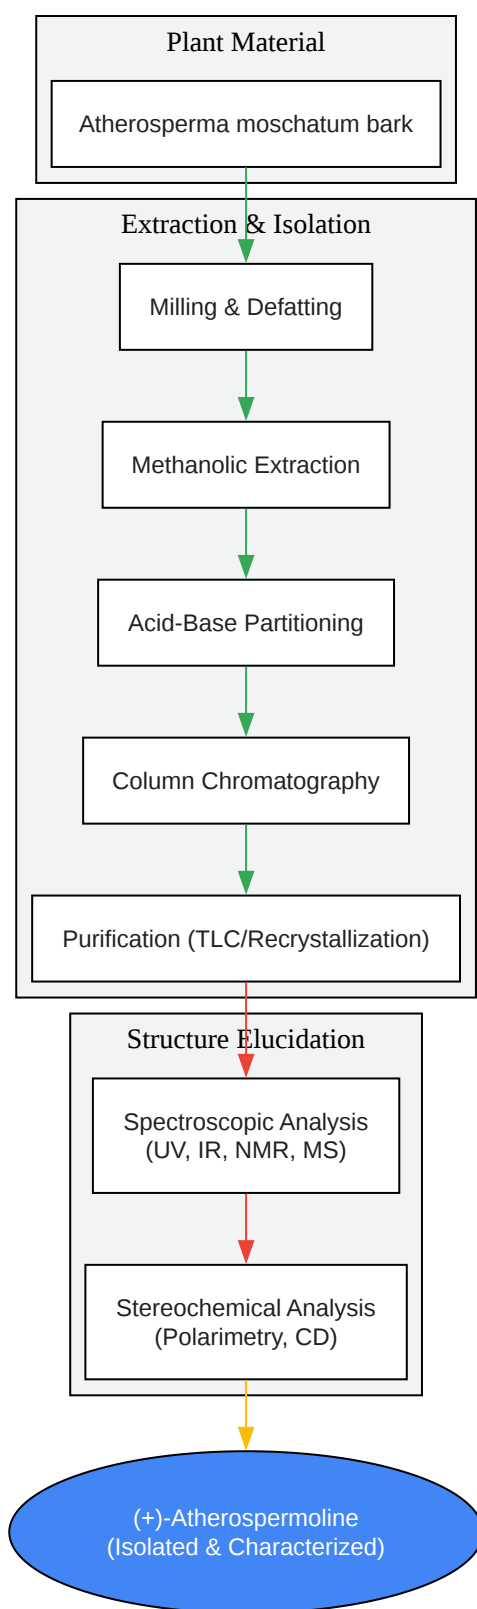 Plant Material
Atherosperma moschatum bark
Extraction & Isolation
Milling & Defatting
Methanolic Extraction
Acid-Base Partitioning
Column Chromatography
Purification (TLC/Recrystallization)
Structure Elucidation
Spectroscopic Analysis
(UV, IR, NMR, MS)
Stereochemical Analysis
(Polarimetry, CD)
(+)-Atherospermoline
(Isolated & Characterized)